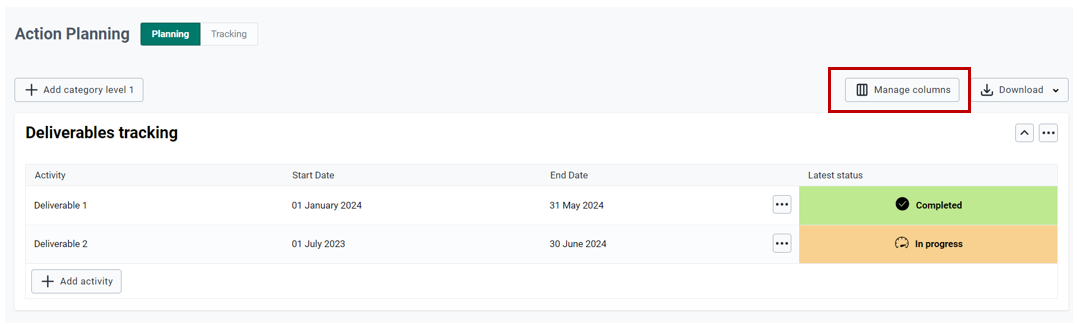 Action Planning Planning Tracking
Add category level 1 Manage columns Download
Deliverables tracking
Activity Start Date End Date Latest status
Deliverable 1 01 January 2024 31 May 2024 Completed
Deliverable 2 01 July 2023 30 June 2024 In progress
Add activity